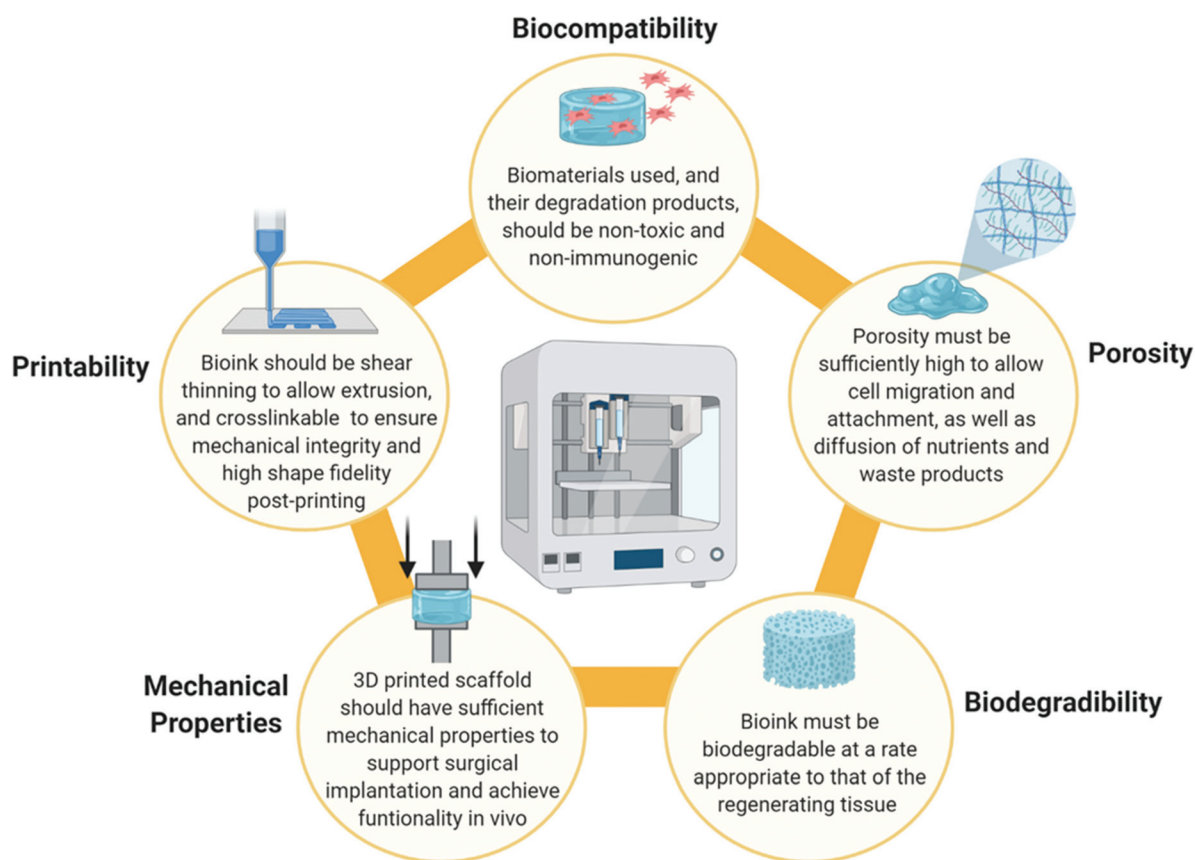 Biocompatibility
Biomaterials used, and
their degradation products,
should be non-toxic and
non-immunogenic
Printability
Bioink should be shear
thinning to allow extrusion,
and crosslinkable to ensure
mechanical integrity and
high shape fidelity
post-printing
Porosity
Porosity must be
sufficiently high to allow
cell migration and
attachment, as well as
diffusion of nutrients and
waste products
Mechanical
Properties
3D printed scaffold
should have sufficient
mechanical properties to
support surgical
implantation and achieve
funtionality in vivo
Biodegradibility
Bioink must be
biodegradable at a rate
appropriate to that of the
regenerating tissue